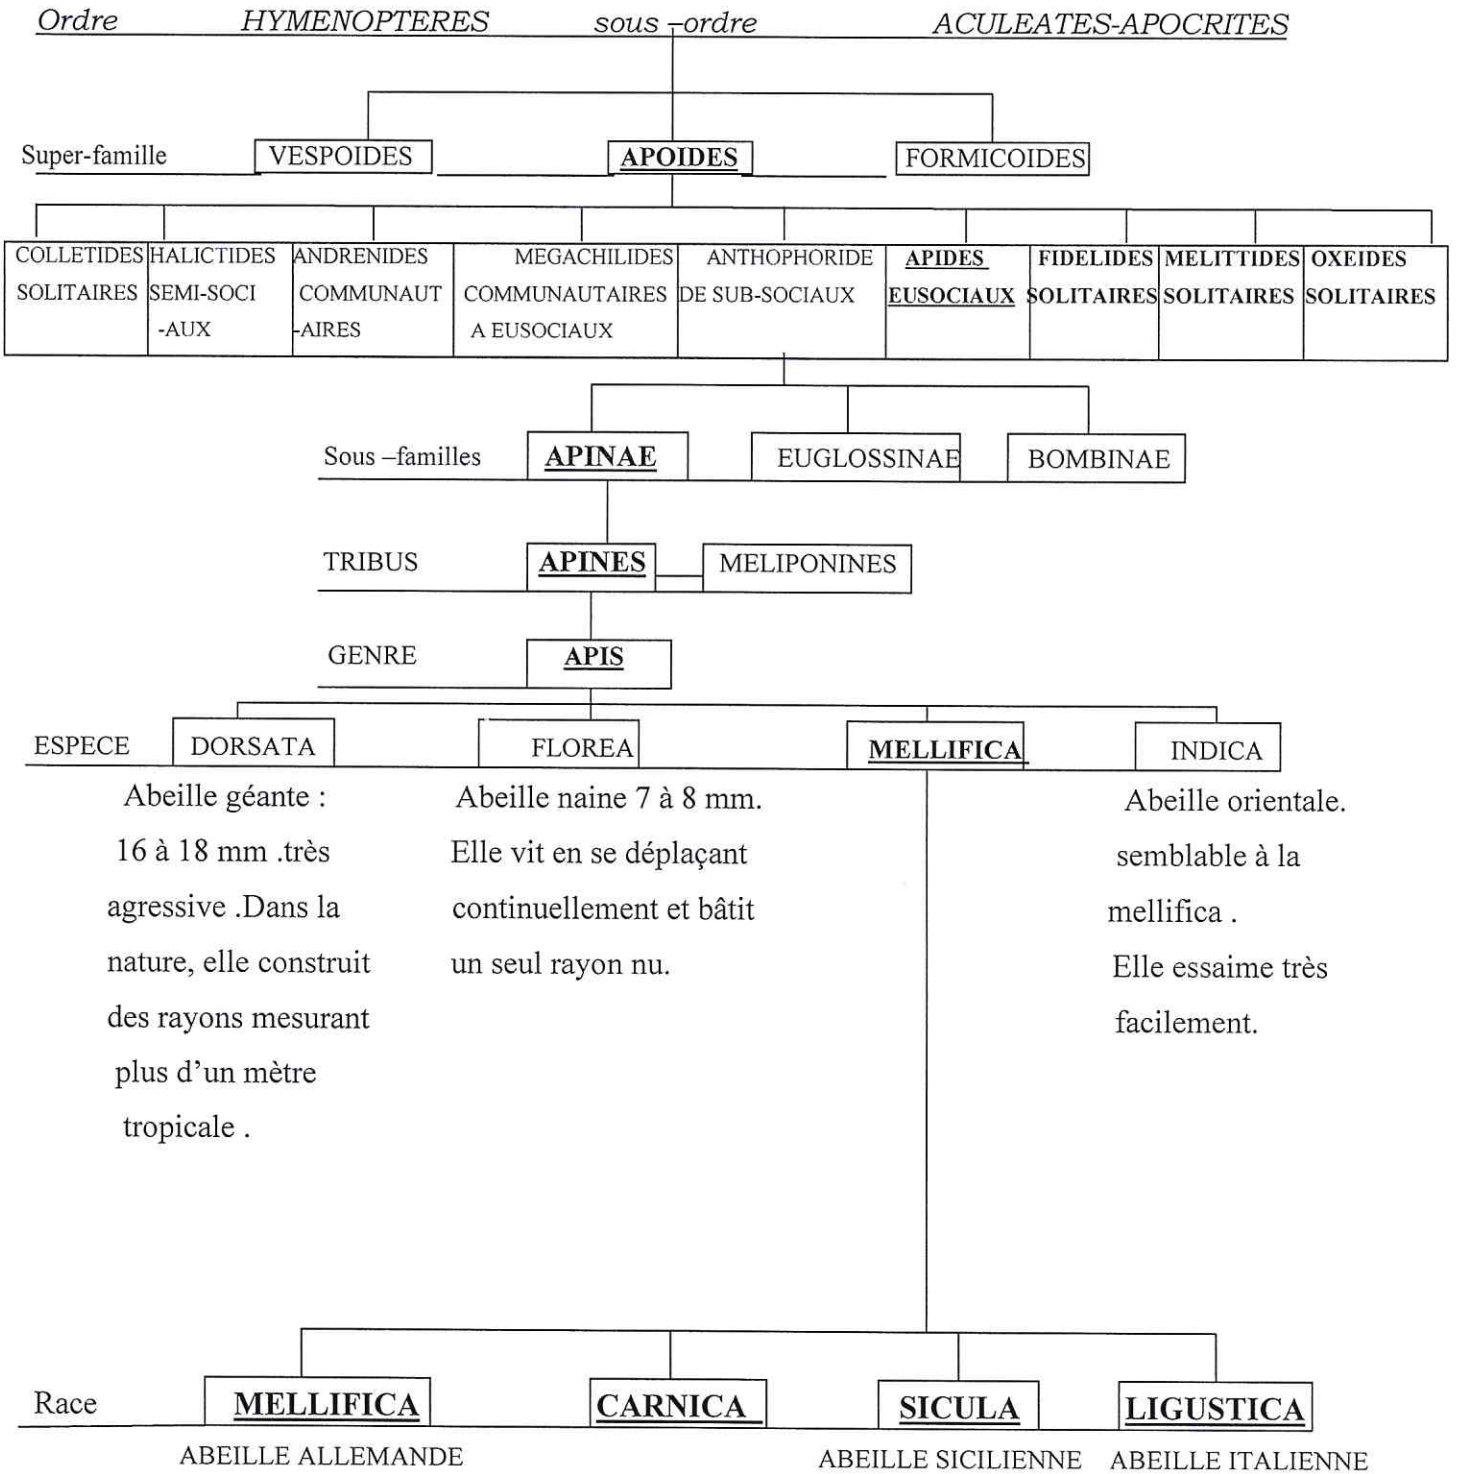 Ordre HYMENOPTERES sous –ordre ACULEATES-APOCRITES
Super-famille VESPOIDES APOIDES FORMICOIDES
COLLETIDES HALICTIDES ANDRENIDES MEGACHILIDES ANTHOPHORIDE APIDES FIDELIDES MELITTIDES OXEIDES
SOLITAIRES SEMI-SOCI COMMUNAUT COMMUNAUTAIRES DE SUB-SOCIAUX EUSOCIAUX SOLITAIRES SOLITAIRES SOLITAIRES
-AUX -AIRES A EUSOCIAUX
Sous –familles APINAE EUGLOSSINAE BOMBINAE
TRIBUS APINES MELIPONINES
GENRE APIS
ESPECE DORSATA FLOREA MELLIFICA INDICA
Abeille géante :
16 à 18 mm .très
agressive .Dans la
nature, elle construit
des rayons mesurant
plus d’un mètre
tropicale .
Abeille naine 7 à 8 mm.
Elle vit en se déplaçant
continuellement et bâtit
un seul rayon nu.
Abeille orientale.
semblable à la
mellifica .
Elle essaime très
facilement.
Race MELLIFICA CARNICA SICULA LIGUSTICA
ABEILLE ALLEMANDE ABEILLE SICILIENNE ABEILLE ITALIENNE